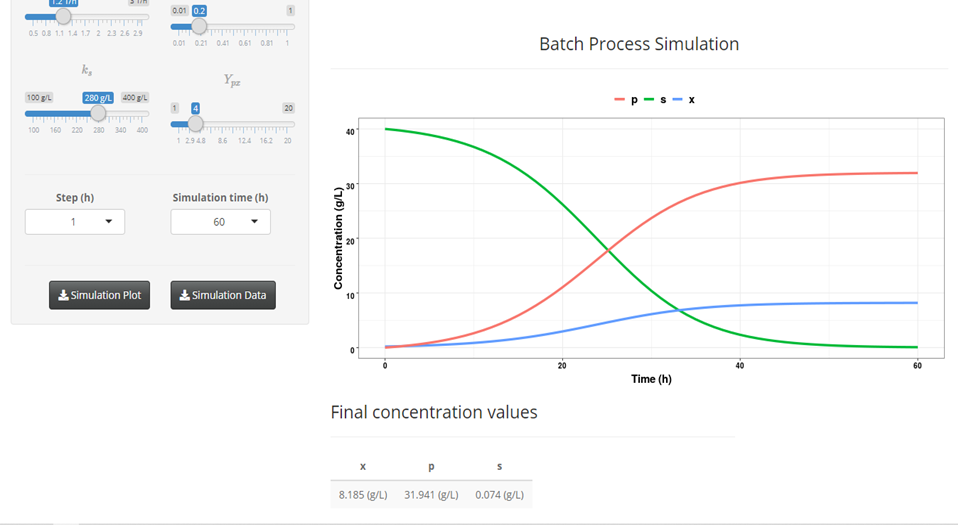 1.2 1/h 3 1/h
0.5 0.8 1.1 1.4 1.7 2 2.3 2.6 2.9
0.01 0.2 1
0.01 0.21 0.41 0.61 0.81 1
ks
100 g/L 280 g/L 400 g/L
100 160 220 280 340 400
Ypx
1 4 20
1 2.9 4.8 8.6 12.4 16.2 20
Step (h)
1
Simulation time (h)
60
Simulation Plot
Simulation Data
Batch Process Simulation
p s x
Concentration (g/L)
40
30
20
10
0
0 20 40 60
Time (h)
Final concentration values
x p s
8.185 (g/L) 31.941 (g/L) 0.074 (g/L)